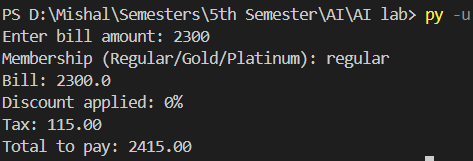 PS D:\Mishal\Semesters\5th Semester\AI\AI lab> py -u
Enter bill amount: 2300
Membership (Regular/Gold/Platinum): regular
Bill: 2300.0
Discount applied: 0%
Tax: 115.00
Total to pay: 2415.00